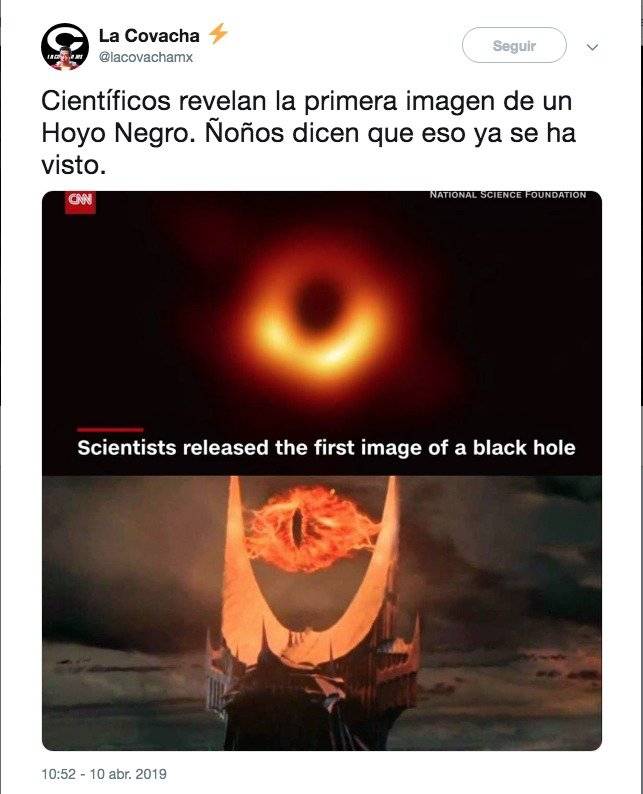 La Covacha
@lacovachamx
Seguir
Científicos revelan la primera imagen de un
Hoyo Negro. Ñoños dicen que eso ya se ha
visto.
CNN
NATIONAL SCIENCE FOUNDATION
Scientists released the first image of a black hole
10:52 - 10 abr. 2019